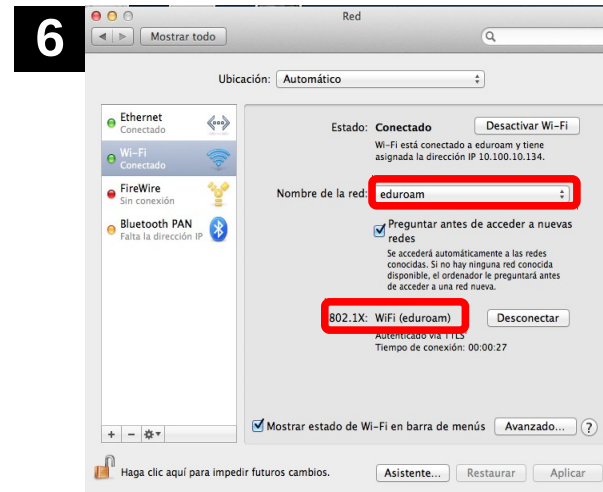 6
Red
Mostrar todo
Ubicación: Automático
Ethernet
Conectado
Wi-Fi
Conectado
FireWire
Sin conexión
Bluetooth PAN
Falta la dirección IP
Estado: Conectado
Desactivar Wi-Fi
Wi-Fi está conectado a eduroam y tiene
asignada la dirección IP 10.100.10.134.
Nombre de la red: eduroam
Preguntar antes de acceder a nuevas
redes
Se accederá automáticamente a las redes
conocidas. Si no hay ninguna red conocida
disponible, el ordenador le preguntará antes
de acceder a una red nueva.
802.1X: WiFi (eduroam)
Desconectar
Autenticado vía TTLS
Tiempo de conexión: 00:00:27
Mostrar estado de Wi-Fi en barra de menús
Avanzado...
?
Haga clic aquí para impedir futuros cambios.
Asistente...
Restaurar
Aplicar